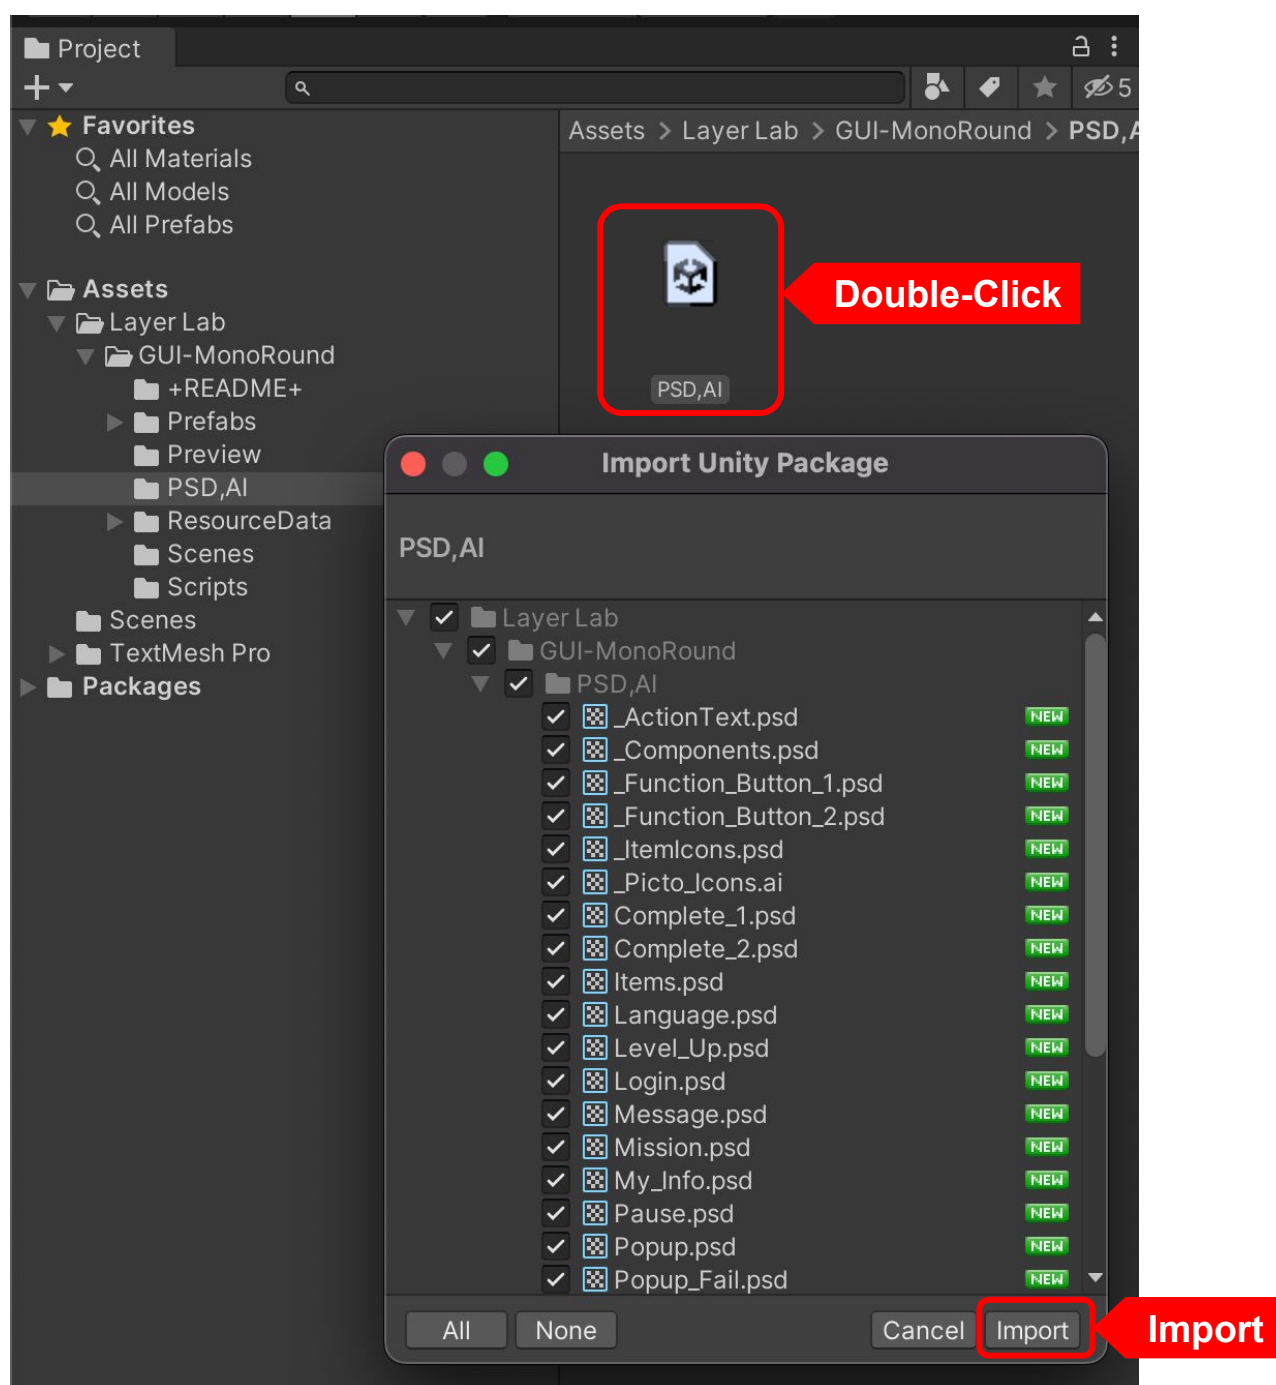 Project
5
Favorites
Assets > Layer Lab > GUI-MonoRound > PSD,A
All Materials
All Models
All Prefabs
Assets
Double-Click
Layer Lab
GUI-MonoRound
+README+
PSD,AI
Prefabs
Preview
Import Unity Package
PSD,AI
ResourceData
PSD,AI
Scenes
Scripts
Scenes
Layer Lab
TextMesh Pro
GUI-MonoRound
Packages
PSD,AI
_ActionText.psd NEW
_Components.psd NEW
_Function_Button_1.psd NEW
_Function_Button_2.psd NEW
_ItemIcons.psd NEW
_Picto_Icons.ai NEW
Complete_1.psd NEW
Complete_2.psd NEW
Items.psd NEW
Language.psd NEW
Level_Up.psd NEW
Login.psd NEW
Message.psd NEW
Mission.psd NEW
My_Info.psd NEW
Pause.psd NEW
Popup.psd NEW
Popup_Fail.psd NEW
All None Cancel Import
Import